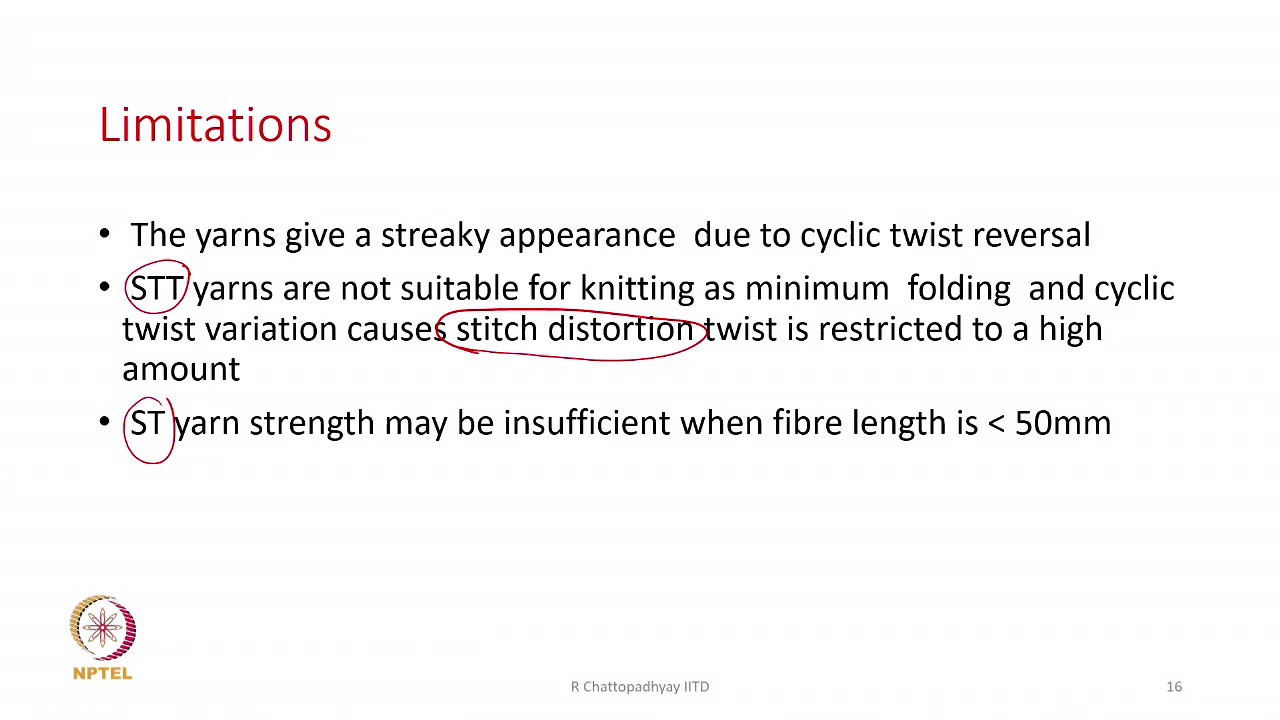 Limitations
• The yarns give a streaky appearance due to cyclic twist reversal
• STT yarns are not suitable for knitting as minimum folding and cyclic
twist variation causes stitch distortion twist is restricted to a high
amount
• ST yarn strength may be insufficient when fibre length is < 50mm
NPTEL
R Chattopadhyay IITD
16